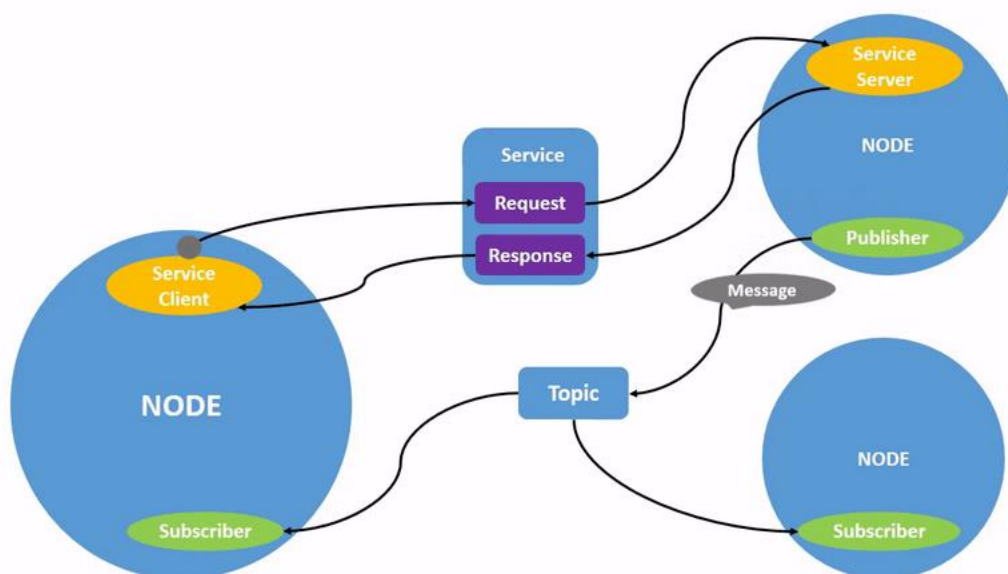 Service
Server
NODE
Service
Request
Response
Publisher
Service
Client
Message
NODE
Topic
NODE
Subscriber
Subscriber